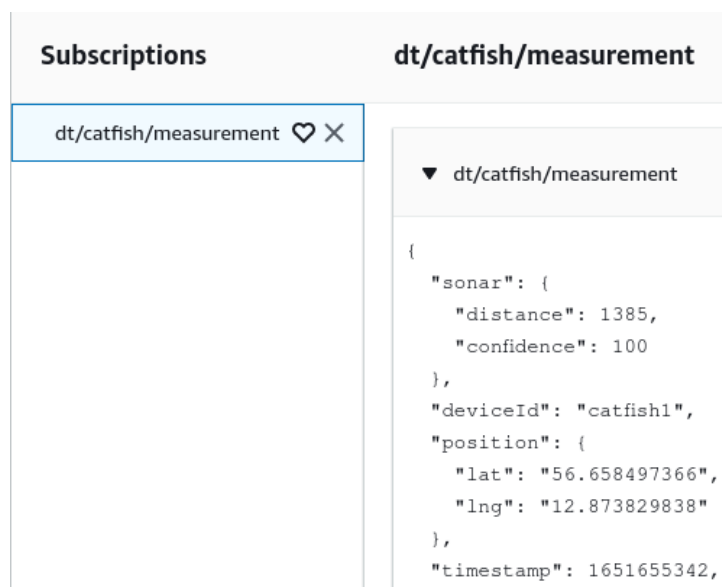 Subscriptions
dt/catfish/measurement
dt/catfish/measurement
dt/catfish/measurement
{
"sonar": {
"distance": 1385,
"confidence": 100
},
"deviceId": "catfish1",
"position": {
"lat": "56.658497366",
"lng": "12.873829838"
},
"timestamp": 1651655342,